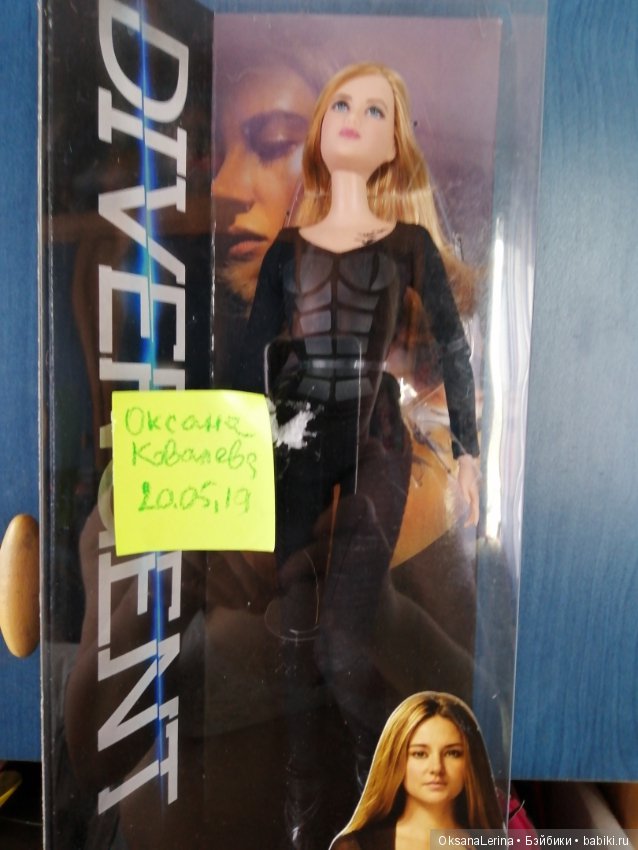 DIVERGENT
Оксана
Ковалева
20.05,19
OksanaLerina • Бэйбики • babiki.ru